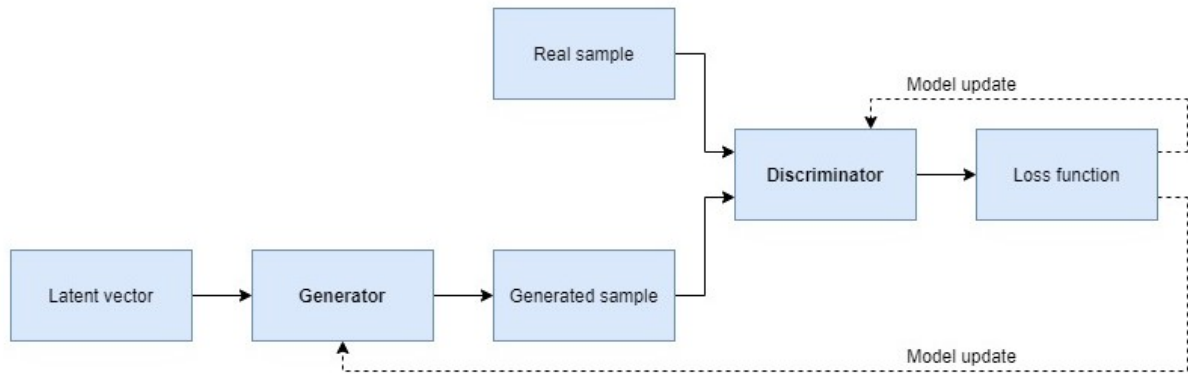 Real sample
Model update
Discriminator
Loss function
Latent vector
Generator
Generated sample
Model update